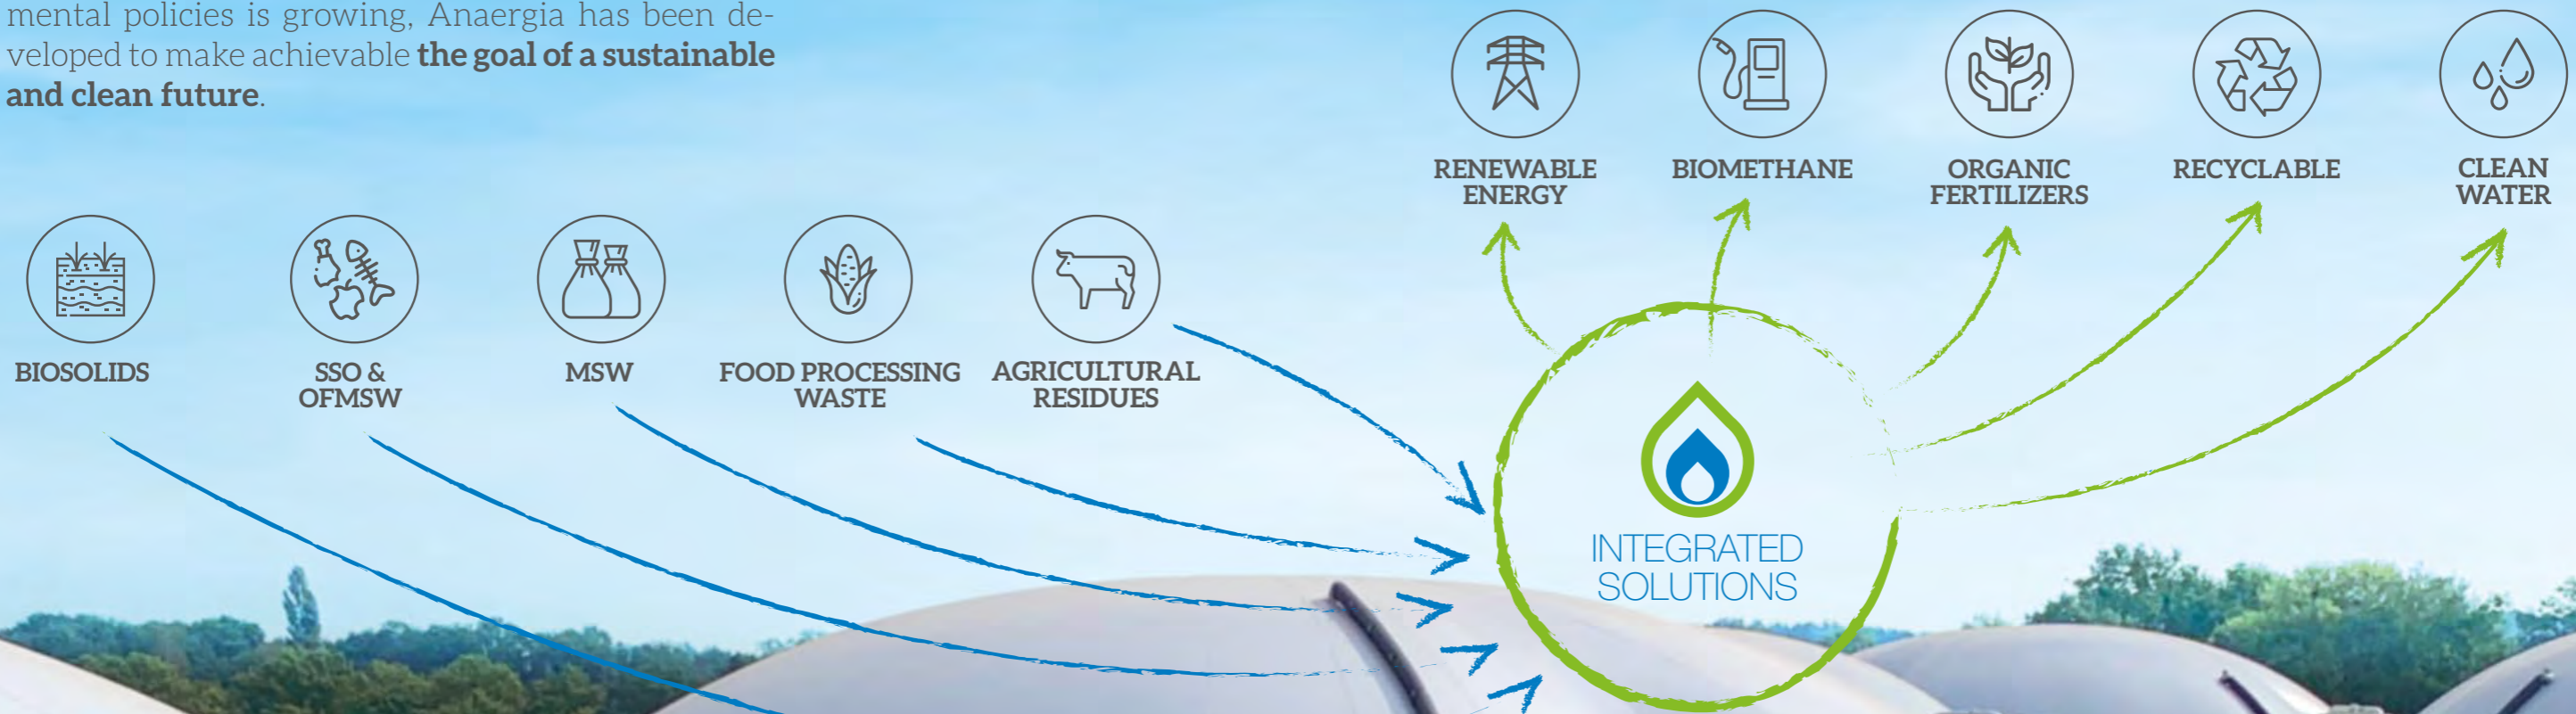 mental policies is growing, Anaergia has been de-
veloped to make achievable the goal of a sustainable
and clean future.
RENEWABLE
ENERGY
BIOMETHANE
ORGANIC
FERTILIZERS
RECYCLABLE
CLEAN
WATER
BIOSOLIDS
SSO &
OFMSW
MSW
FOOD PROCESSING
WASTE
AGRICULTURAL
RESIDUES
INTEGRATED
SOLUTIONS